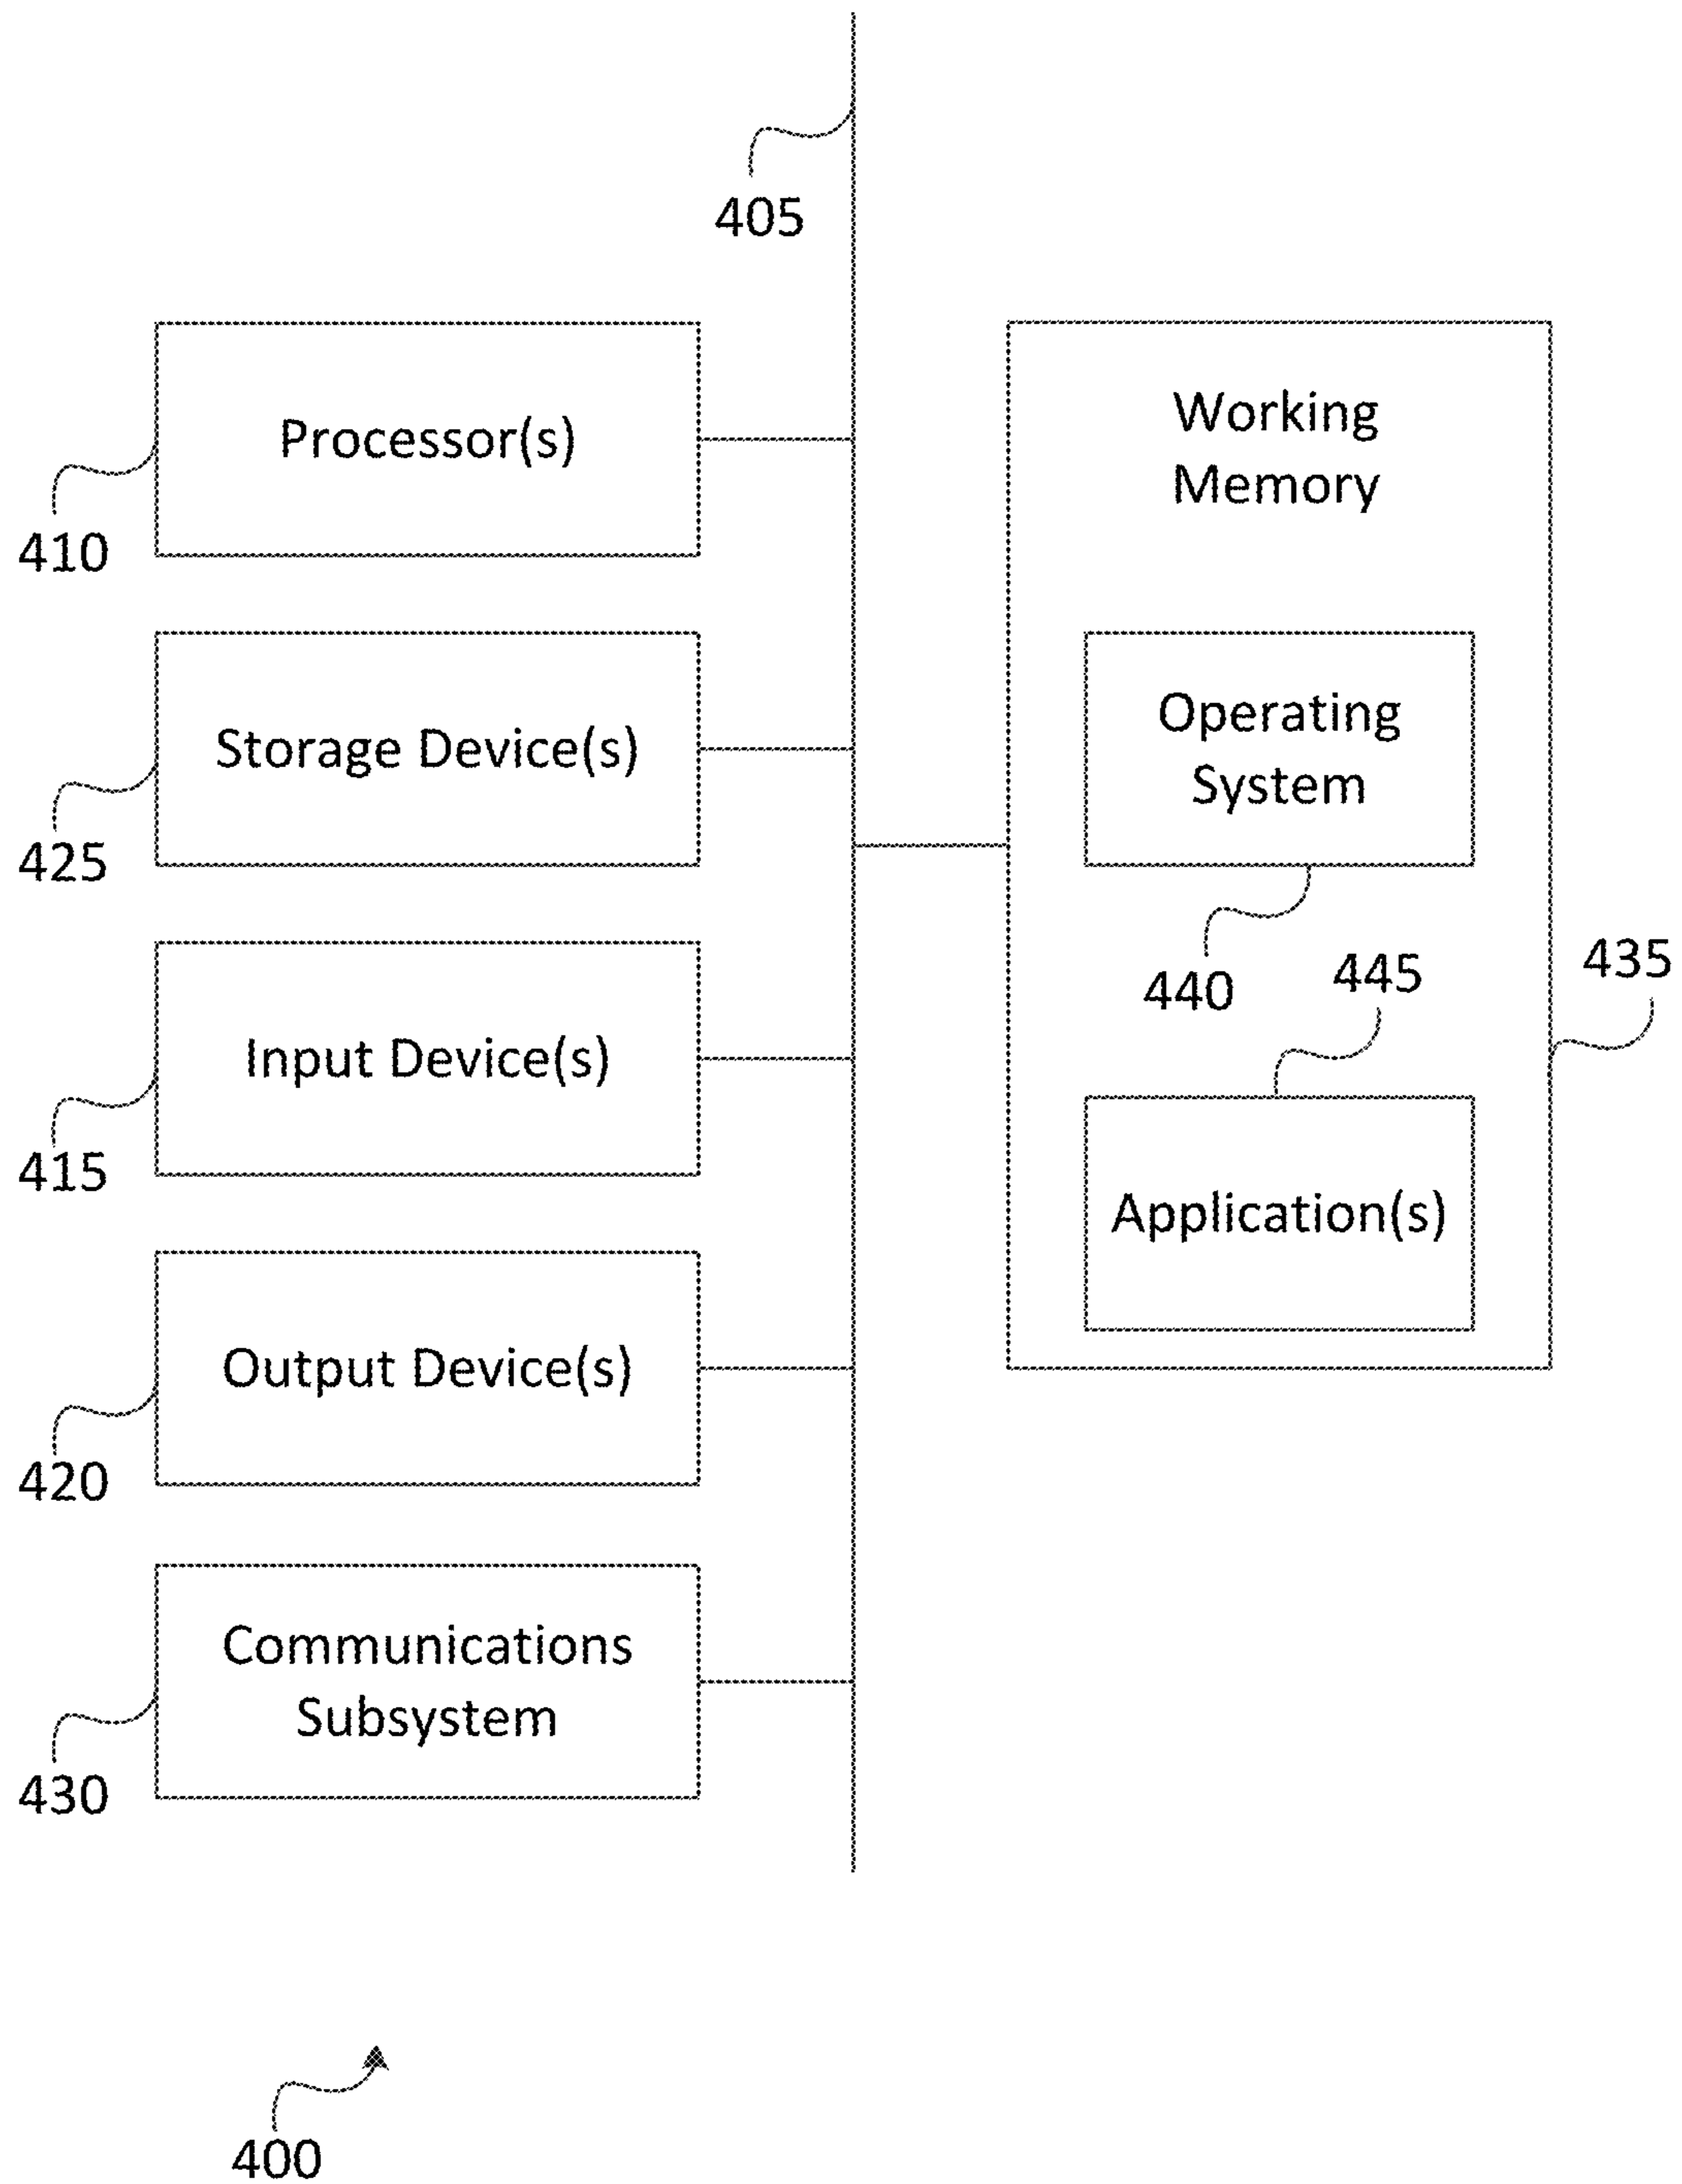 405
Processor(s)
410
Storage Device(s)
425
Input Device(s)
415
Output Device(s)
420
Communications
Subsystem
430
Working
Memory
Operating
System
440
445
435
Application(s)
400